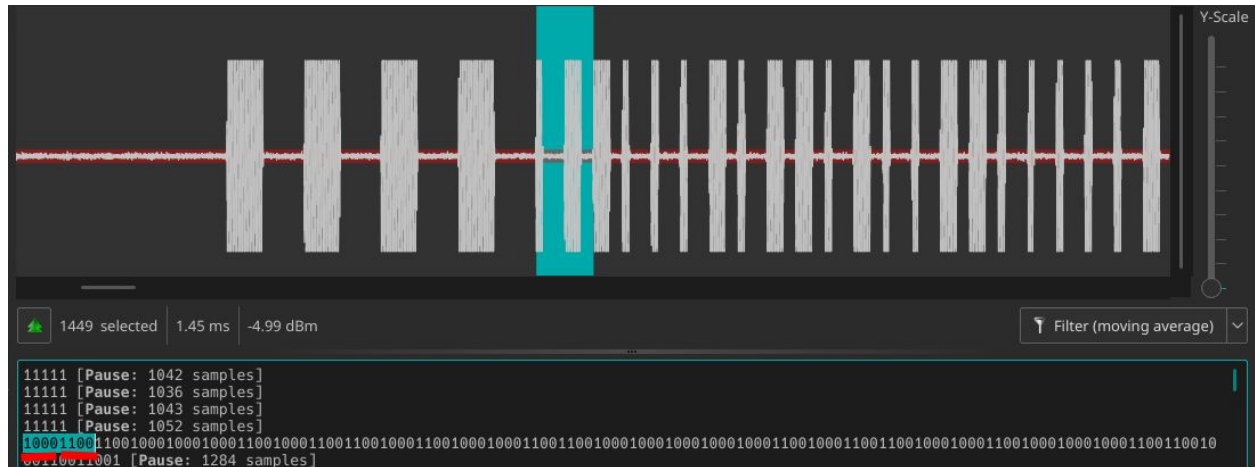 Y-Scale
1449 selected 1.45 ms -4.99 dBm Filter (moving average)
11111 [Pause: 1042 samples]
11111 [Pause: 1036 samples]
11111 [Pause: 1043 samples]
11111 [Pause: 1052 samples]
10001100110010001000100011001000110011001000110010001000110011001000100010001000100011001000110011001000100011001000100010001100110010
00110011001 [Pause: 1284 samples]